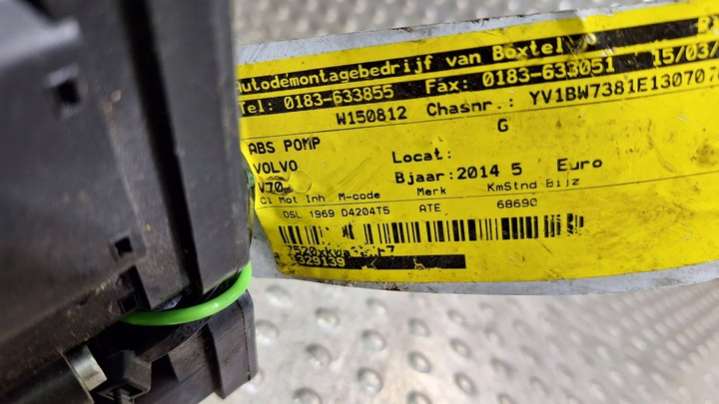 Autodemontagebedrijf van Boxtel
Tel: 0183-633855 Fax: 0183-633051 15/03/
W150812 Chasnr.: YV1BW7381E130707
G
ABS POMP
VOLVO Locat:
V70 Bjaar: 2014 5 Euro
Cl Mot Inh M-code Merk KmStnd Bijz
DSL 1969 D4204T5 ATE 68690